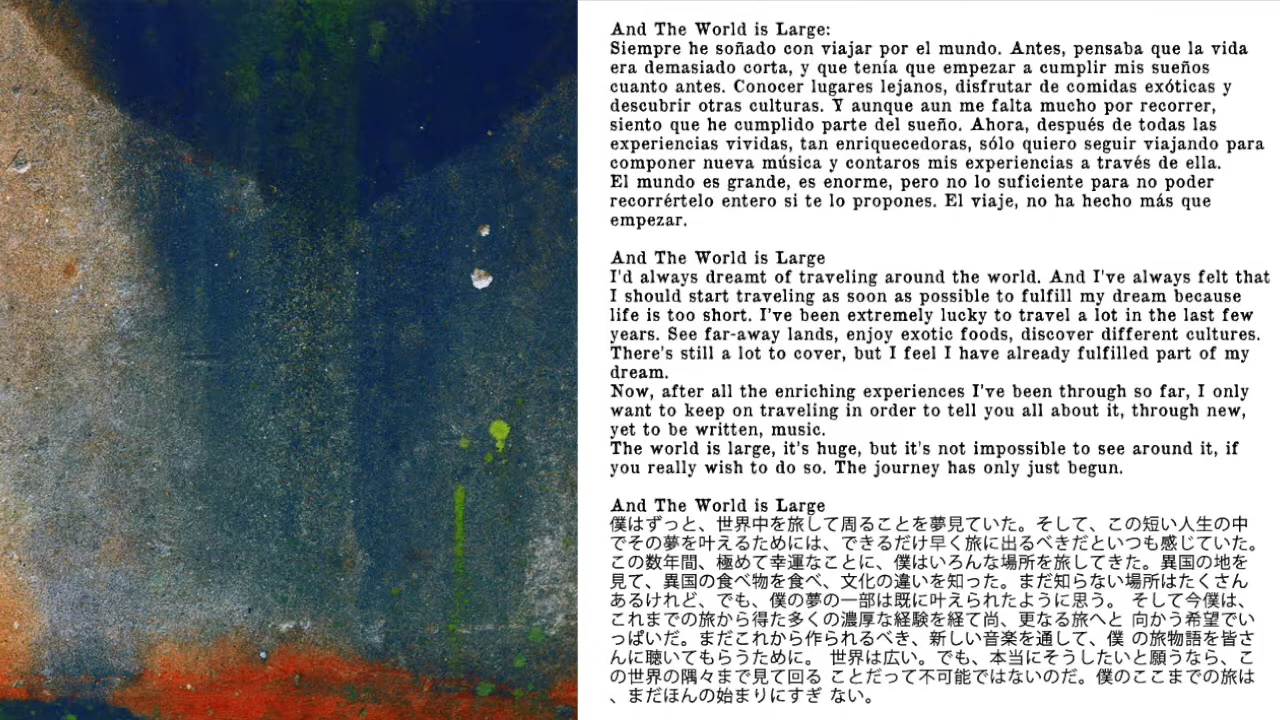 And The World is Large:
Siempre he soñado con viajar por el mundo. Antes, pensaba que la vida
era demasiado corta, y que tenía que empezar a cumplir mis sueños
cuanto antes. Conocer lugares lejanos, disfrutar de comidas exóticas y
descubrir otras culturas. Y aunque aun me falta mucho por recorrer,
siento que he cumplido parte del sueño. Ahora, después de todas las
experiencias vividas, tan enriquecedoras, sólo quiero seguir viajando para
componer nueva música y contaros mis experiencias a través de ella.
El mundo es grande, es enorme, pero no lo suficiente para no poder
recorrértelo entero si te lo propones. El viaje, no ha hecho más que
empezar.
And The World is Large
I'd always dreamt of traveling around the world. And I've always felt that
I should start traveling as soon as possible to fulfill my dream because
life is too short. I've been extremely lucky to travel a lot in the last few
years. See far-away lands, enjoy exotic foods, discover different cultures.
There's still a lot to cover, but I feel I have already fulfilled part of my
dream.
Now, after all the enriching experiences I've been through so far, I only
want to keep on traveling in order to tell you all about it, through new,
yet to be written, music.
The world is large, it's huge, but it's not impossible to see around it, if
you really wish to do so. The journey has only just begun.
And The World is Large
僕はずっと、世界中を旅して周ることを夢見ていた。そして、この短い人生の中
でその夢を叶えるためには、できるだけ早く旅に出るべきだといつも感じていた。
この数年間、極めて幸運なことに、僕はいろんな場所を旅してきた。異国の地を
見て、異国の食べ物を食べ、文化の違いを知った。まだ知らない場所はたくさん
あるけれど、でも、僕の夢の一部は既に叶えられたように思う。 そして今僕は、
これまでの旅から得た多くの濃厚な経験を経て尚、更なる旅へと 向かう希望でい
っぱいだ。まだこれから作られるべき、新しい音楽を通して、僕 の旅物語を皆さ
んに聴いてもらうために。 世界は広い。でも、本当にそうしたいと願うなら、こ
の世界の隅々まで見て回る ことだって不可能ではないのだ。僕のここまでの旅は
、まだほんの始まりにすぎ ない。